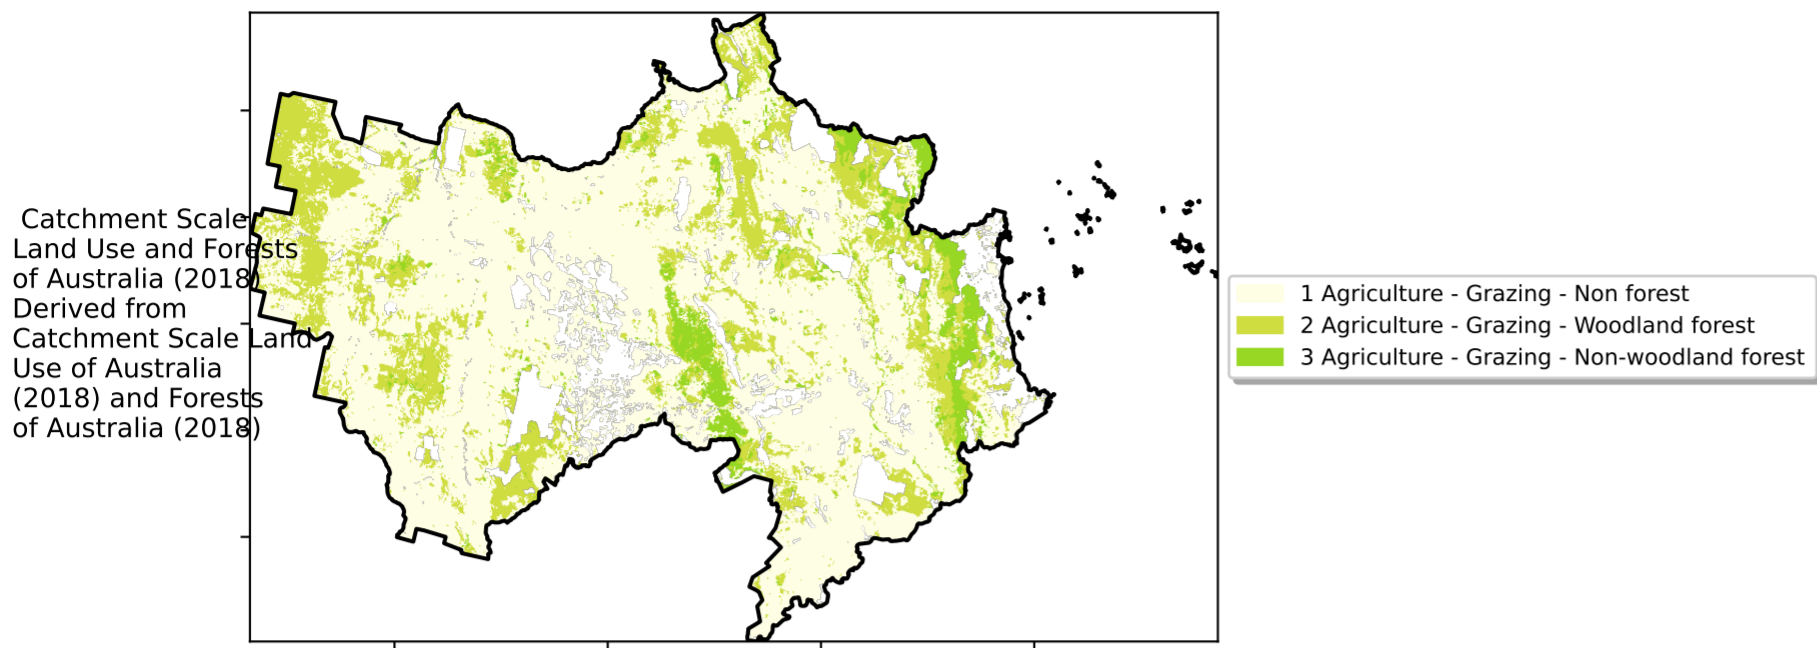 Catchment Scale
Land Use and Forests
of Australia (2018)
Derived from
Catchment Scale Land
Use of Australia
(2018) and Forests
of Australia (2018)
1 Agriculture - Grazing - Non forest
2 Agriculture - Grazing - Woodland forest
3 Agriculture - Grazing - Non-woodland forest